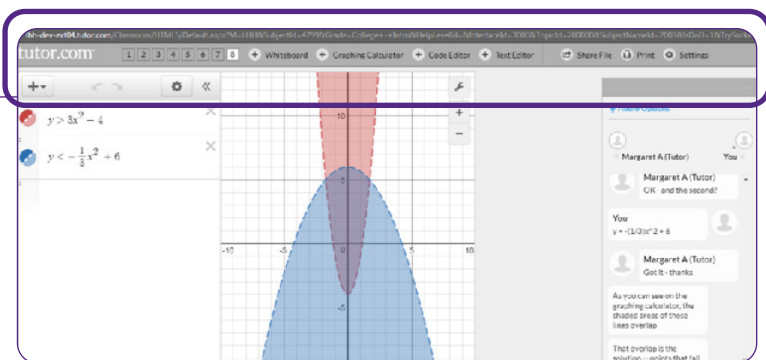 tutor.com
1 2 3 4 5 6 7 8 Whiteboard Graphing Calculator Code Editor Text Editor Share File Print Settings
y > 3x² − 4
y < −1/3x² + 6
10
5
-10
-5
0
5
10
-5
Margaret A (Tutor) You
Margaret A (Tutor)
OK - and the second?
You
y = -(1/3)x^2 + 6
Margaret A (Tutor)
Got it - thanks
As you can see on the
graphing calculator, the
shaded areas of these
lines overlap
That overlap is the
solution -- points that fall